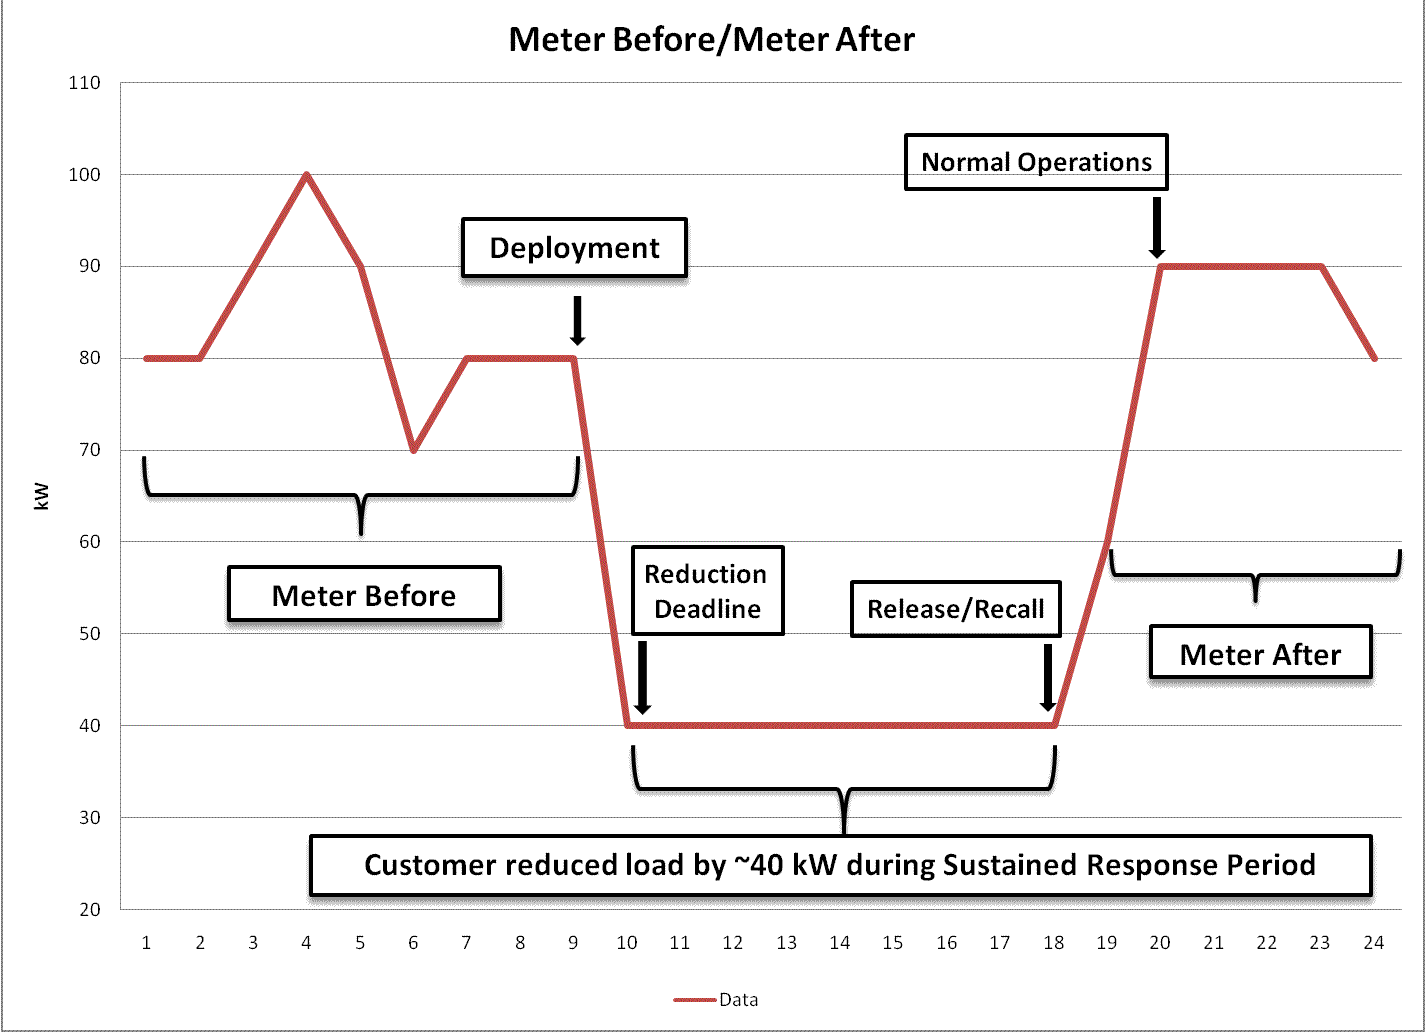 Meter Before/Meter After
110
100
90
80
70
60
50
40
30
20
kW
Normal Operations
Deployment
Meter Before
Reduction
Deadline
Release/Recall
Meter After
Customer reduced load by ~40 kW during Sustained Response Period
1 2 3 4 5 6 7 8 9 10 11 12 13 14 15 16 17 18 19 20 21 22 23 24
Data